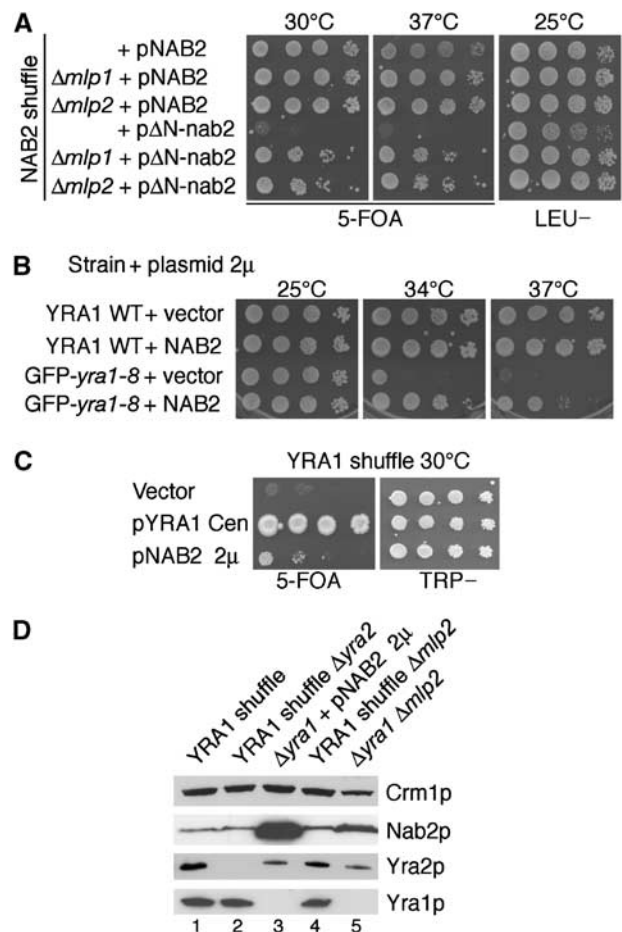 A
30°C 37°C 25°C
NAB2 shuffle
+ pNAB2
Δmlp1 + pNAB2
Δmlp2 + pNAB2
+ pΔN-nab2
Δmlp1 + pΔN-nab2
Δmlp2 + pΔN-nab2
5-FOA LEU–
B Strain + plasmid 2µ
25°C 34°C 37°C
YRA1 WT + vector
YRA1 WT + NAB2
GFP-yra1-8 + vector
GFP-yra1-8 + NAB2
C
YRA1 shuffle 30°C
Vector
pYRA1 Cen
pNAB2 2µ
5-FOA TRP–
D
YRA1 shuffle
YRA1 shuffle Δyra2
Δyra1 + pNAB2 2µ
YRA1 shuffle Δmlp2
Δyra1 Δmlp2
Crm1p
Nab2p
Yra2p
Yra1p
1 2 3 4 5